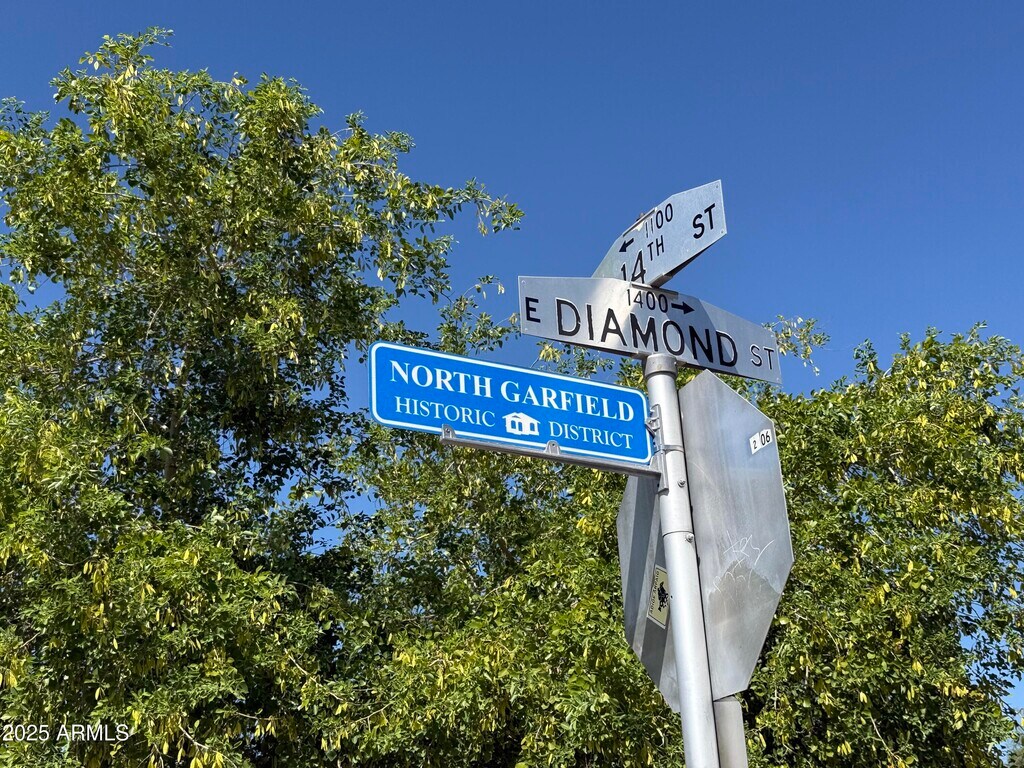 ← 1100
14TH ST
1400 →
E DIAMOND ST
NORTH GARFIELD
HISTORIC DISTRICT
2 06
2025 ARMLS